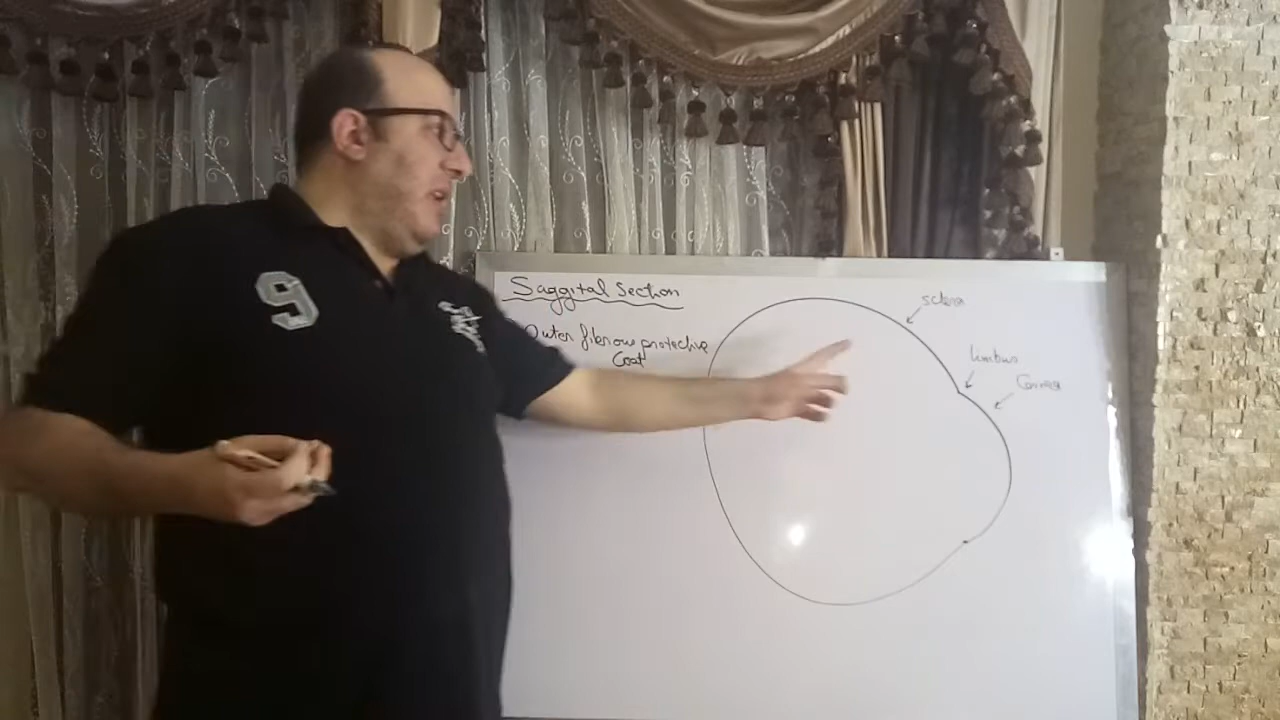 9
Saggital Section
Outer fibrous protective
Coat
sclera
limbus
Cornea